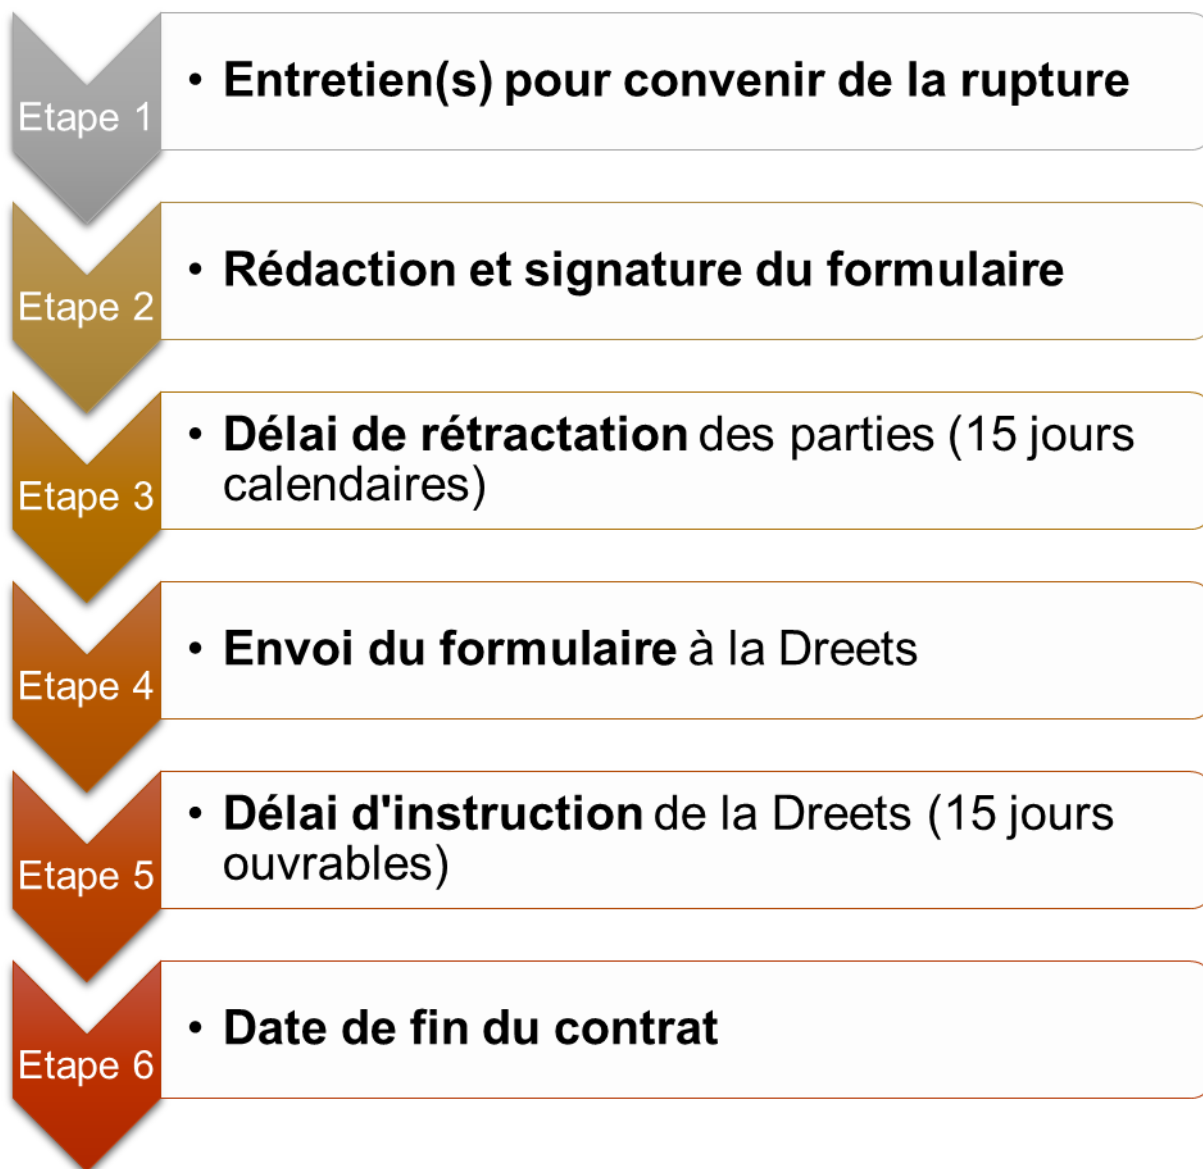 Etape 1
• Entretien(s) pour convenir de la rupture
Etape 2
• Rédaction et signature du formulaire
Etape 3
• Délai de rétractation des parties (15 jours
calendaires)
Etape 4
• Envoi du formulaire à la Dreets
Etape 5
• Délai d'instruction de la Dreets (15 jours
ouvrables)
Etape 6
• Date de fin du contrat